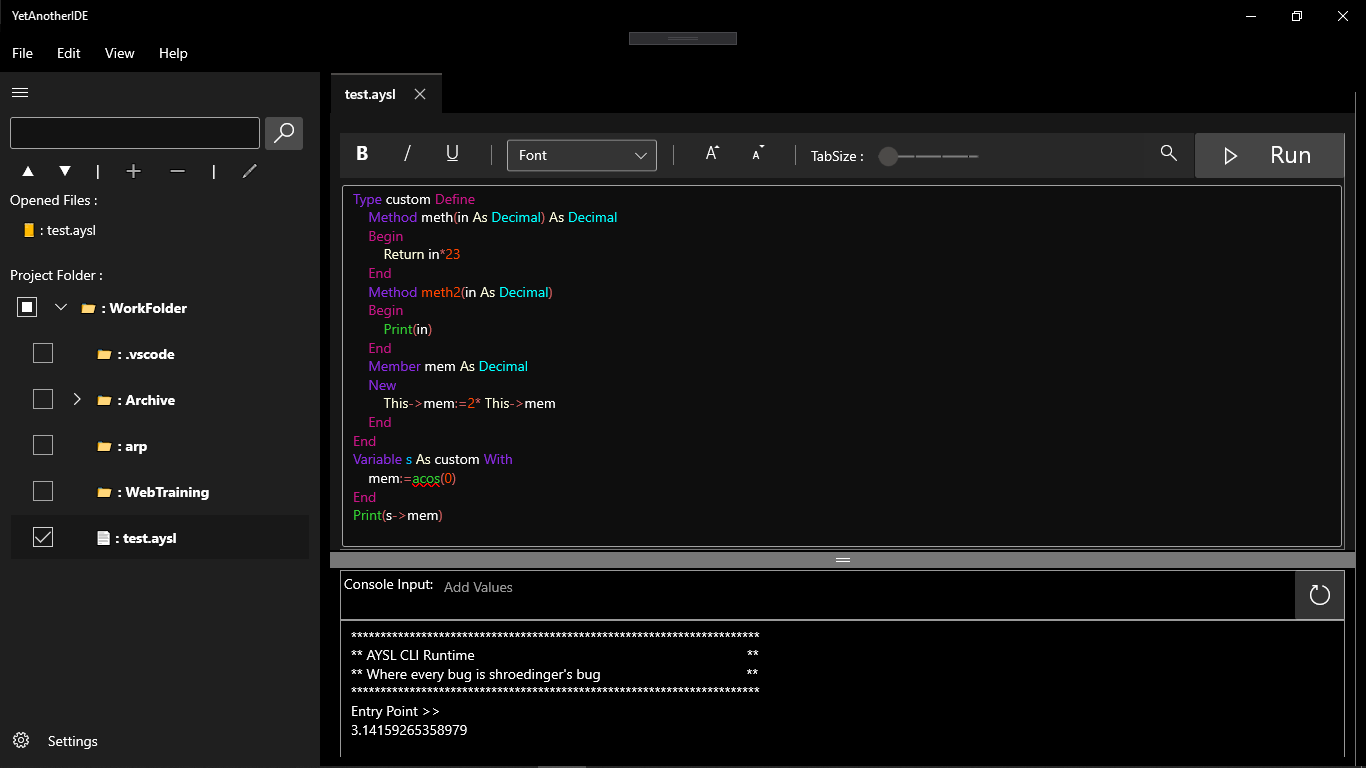 YetAnotherIDE
File Edit View Help
test.aysl
B / U | Font | A A | TabSize :
Run
| + − |
Opened Files :
: test.aysl
Project Folder :
: WorkFolder
: .vscode
: Archive
: arp
: WebTraining
: test.aysl
Settings
Type custom Define
Method meth(in As Decimal) As Decimal
Begin
Return in*23
End
Method meth2(in As Decimal)
Begin
Print(in)
End
Member mem As Decimal
New
This->mem:=2* This->mem
End
End
Variable s As custom With
mem:=acos(0)
End
Print(s->mem)
Console Input: Add Values
**********************************************************************
** AYSL CLI Runtime **
** Where every bug is shroedinger's bug **
**********************************************************************
Entry Point >>
3.14159265358979